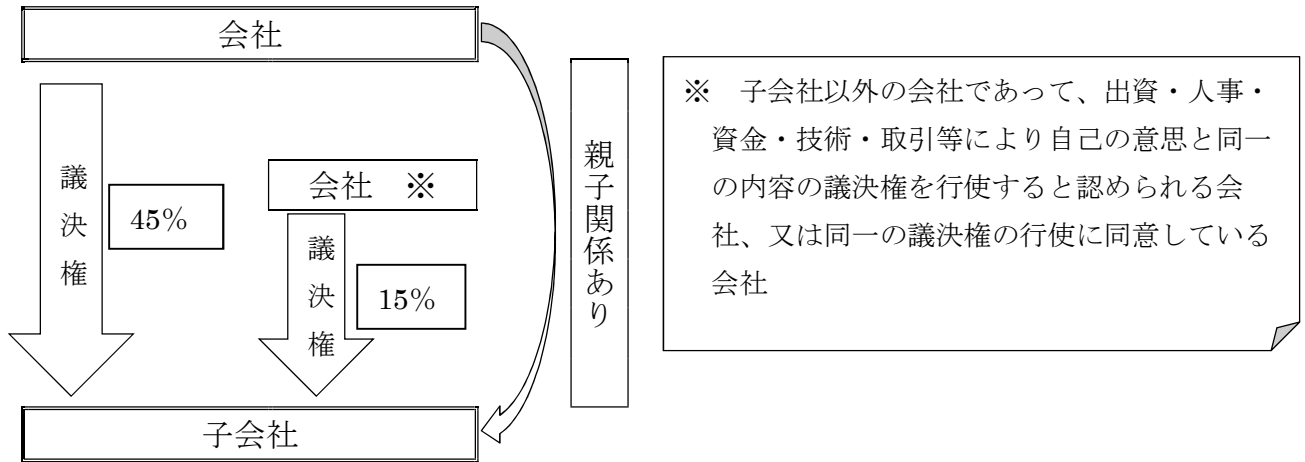 会社
議決権
45%
会社 ※
議決権
15%
子会社
親子関係あり
※ 子会社以外の会社であって、出資・人事・
資金・技術・取引等により自己の意思と同一
の内容の議決権を行使すると認められる会
社、又は同一の議決権の行使に同意している
会社